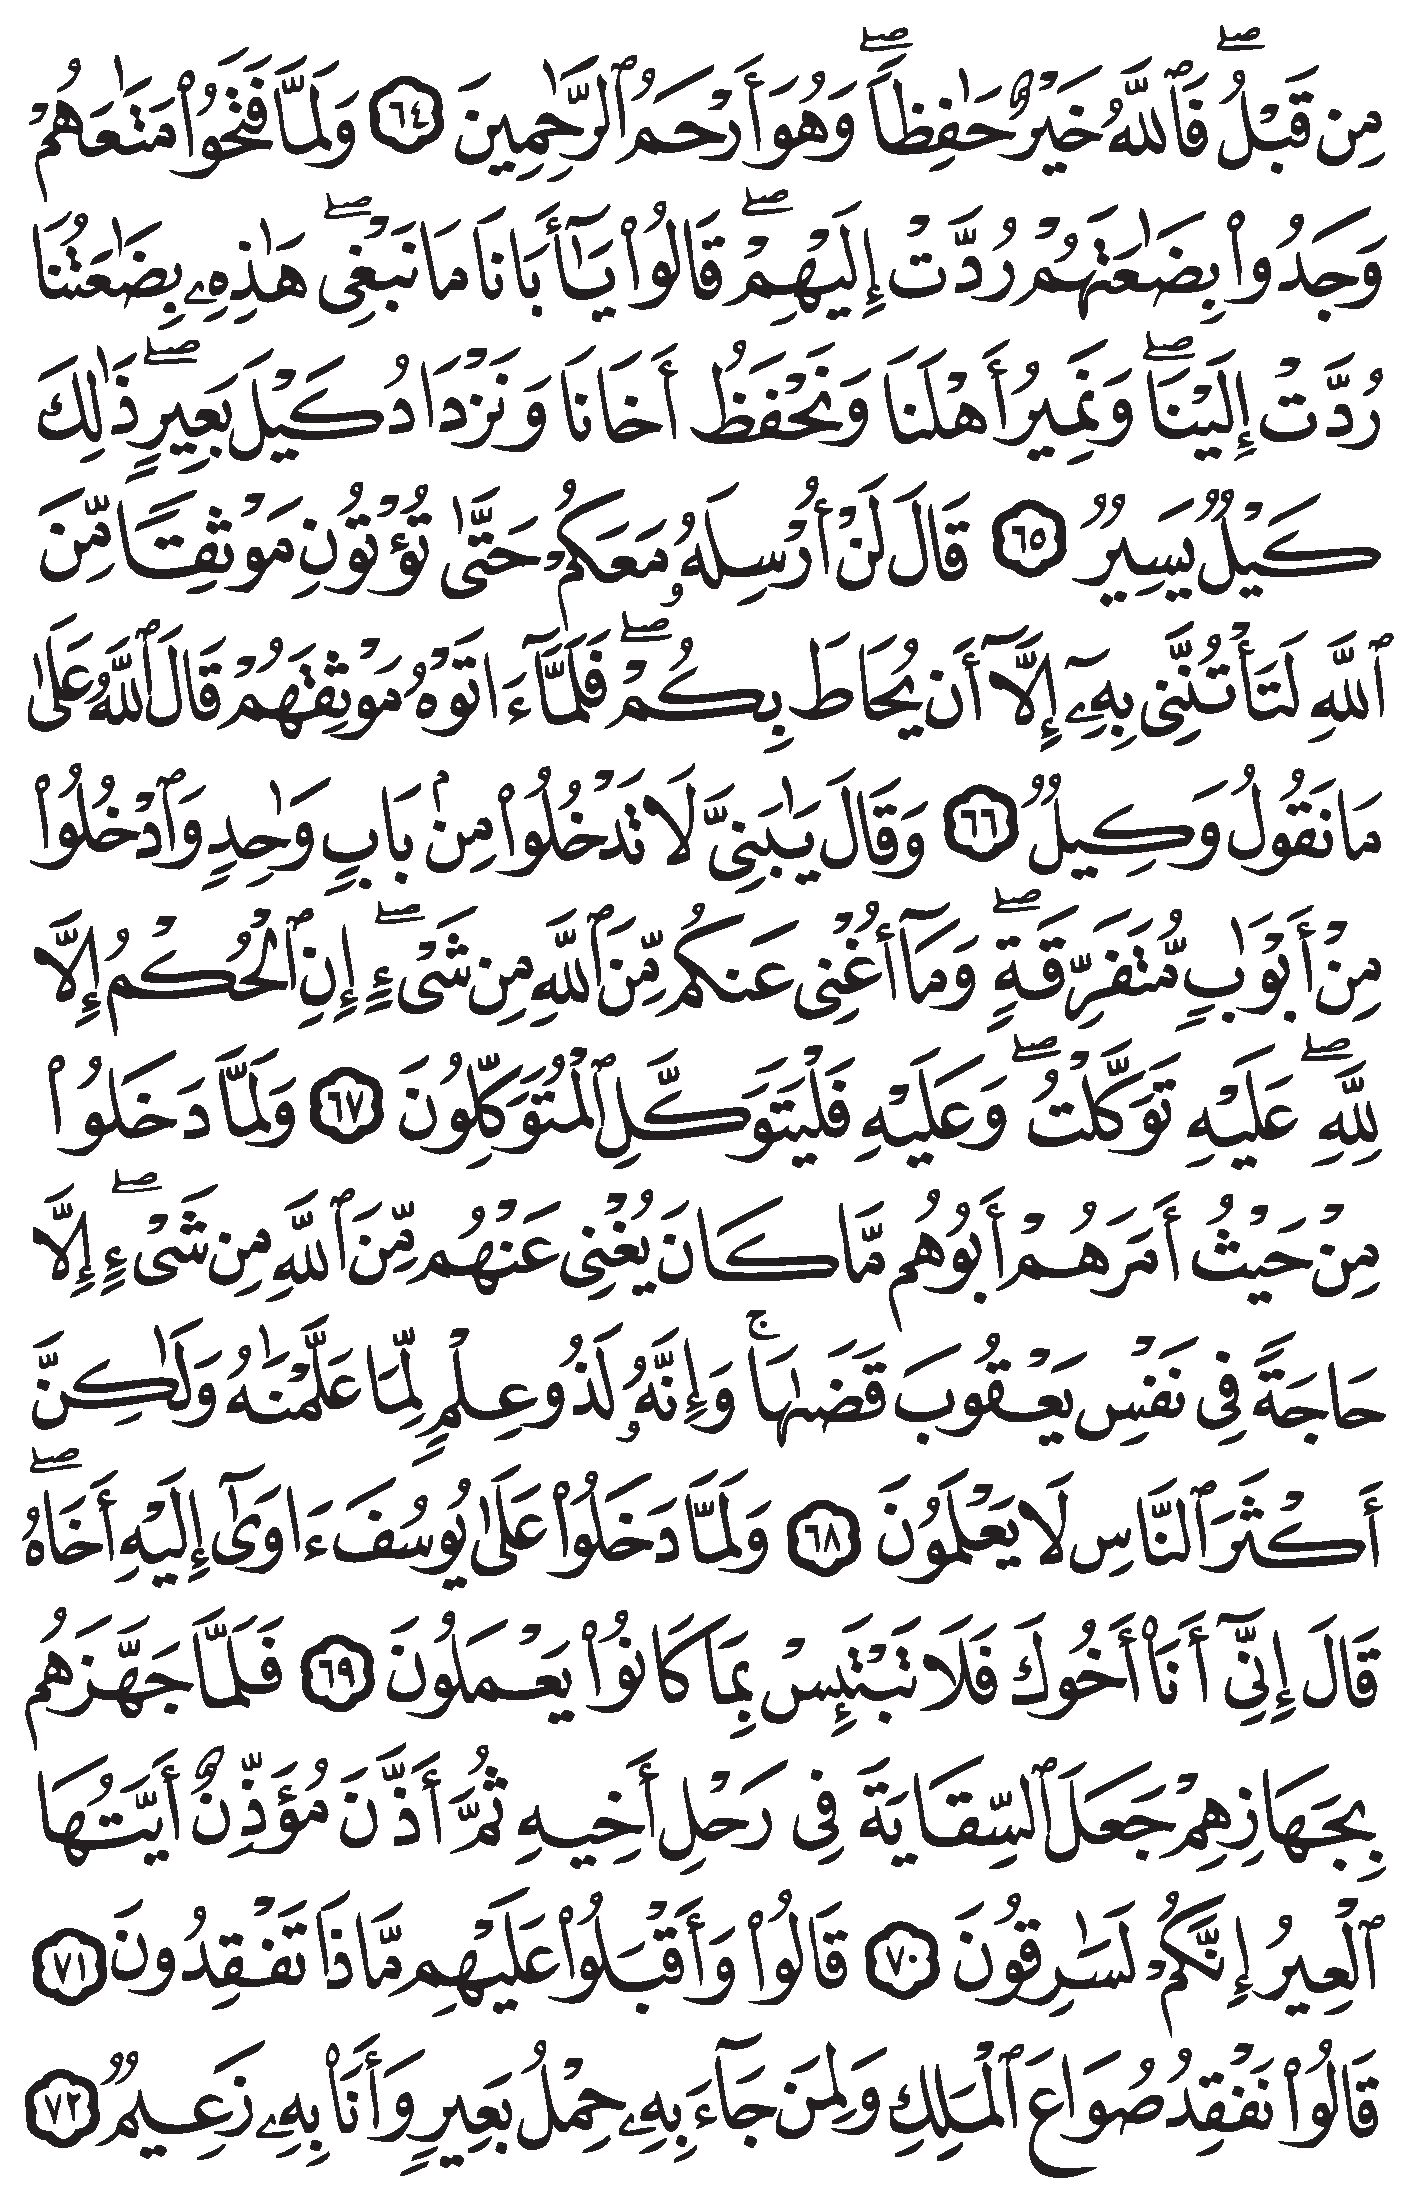 مِن قَبۡلُۖ فَٱللَّهُ خَيۡرٌ حَٰفِظٗاۖ وَهُوَ أَرۡحَمُ ٱلرَّٰحِمِينَ ٦٤ وَلَمَّا فَتَحُواْ مَتَٰعَهُمۡ
وَجَدُواْ بِضَٰعَتَهُمۡ رُدَّتۡ إِلَيۡهِمۡۖ قَالُواْ يَٰٓأَبَانَا مَا نَبۡغِيۖ هَٰذِهِۦ بِضَٰعَتُنَا
رُدَّتۡ إِلَيۡنَاۖ وَنَمِيرُ أَهۡلَنَا وَنَحۡفَظُ أَخَانَا وَنَزۡدَادُ كَيۡلَ بَعِيرٖۖ ذَٰلِكَ
كَيۡلٞ يَسِيرٞ ٦٥ قَالَ لَنۡ أُرۡسِلَهُۥ مَعَكُمۡ حَتَّىٰ تُؤۡتُونِ مَوۡثِقٗا مِّنَ
ٱللَّهِ لَتَأۡتُنَّنِي بِهِۦٓ إِلَّآ أَن يُحَاطَ بِكُمۡۖ فَلَمَّآ ءَاتَوۡهُ مَوۡثِقَهُمۡ قَالَ ٱللَّهُ عَلَىٰ
مَا نَقُولُ وَكِيلٞ ٦٦ وَقَالَ يَٰبَنِيَّ لَا تَدۡخُلُواْ مِنۢ بَابٖ وَٰحِدٖ وَٱدۡخُلُواْ
مِنۡ أَبۡوَٰبٖ مُّتَفَرِّقَةٖۖ وَمَآ أُغۡنِي عَنكُم مِّنَ ٱللَّهِ مِن شَيۡءٍۖ إِنِ ٱلۡحُكۡمُ إِلَّا
لِلَّهِۖ عَلَيۡهِ تَوَكَّلۡتُۖ وَعَلَيۡهِ فَلۡيَتَوَكَّلِ ٱلۡمُتَوَكِّلُونَ ٦٧ وَلَمَّا دَخَلُواْ
مِنۡ حَيۡثُ أَمَرَهُمۡ أَبُوهُم مَّا كَانَ يُغۡنِي عَنۡهُم مِّنَ ٱللَّهِ مِن شَيۡءٍۖ إِلَّا
حَاجَةٗ فِي نَفۡسِ يَعۡقُوبَ قَضَىٰهَاۚ وَإِنَّهُۥ لَذُو عِلۡمٖ لِّمَا عَلَّمۡنَٰهُ وَلَٰكِنَّ
أَكۡثَرَ ٱلنَّاسِ لَا يَعۡلَمُونَ ٦٨ وَلَمَّا دَخَلُواْ عَلَىٰ يُوسُفَ ءَاوَىٰٓ إِلَيۡهِ أَخَاهُۖ
قَالَ إِنِّيٓ أَنَا۠ أَخُوكَ فَلَا تَبۡتَئِسۡ بِمَا كَانُواْ يَعۡمَلُونَ ٦٩ فَلَمَّا جَهَّزَهُم
بِجَهَازِهِمۡ جَعَلَ ٱلسِّقَايَةَ فِي رَحۡلِ أَخِيهِ ثُمَّ أَذَّنَ مُؤَذِّنٌ أَيَّتُهَا
ٱلۡعِيرُ إِنَّكُمۡ لَسَٰرِقُونَ ٧٠ قَالُواْ وَأَقۡبَلُواْ عَلَيۡهِم مَّاذَا تَفۡقِدُونَ ٧١
قَالُواْ نَفۡقِدُ صُوَاعَ ٱلۡمَلِكِ وَلِمَن جَآءَ بِهِۦ حِمۡلُ بَعِيرٖ وَأَنَا۠ بِهِۦ زَعِيمٞ ٧٢